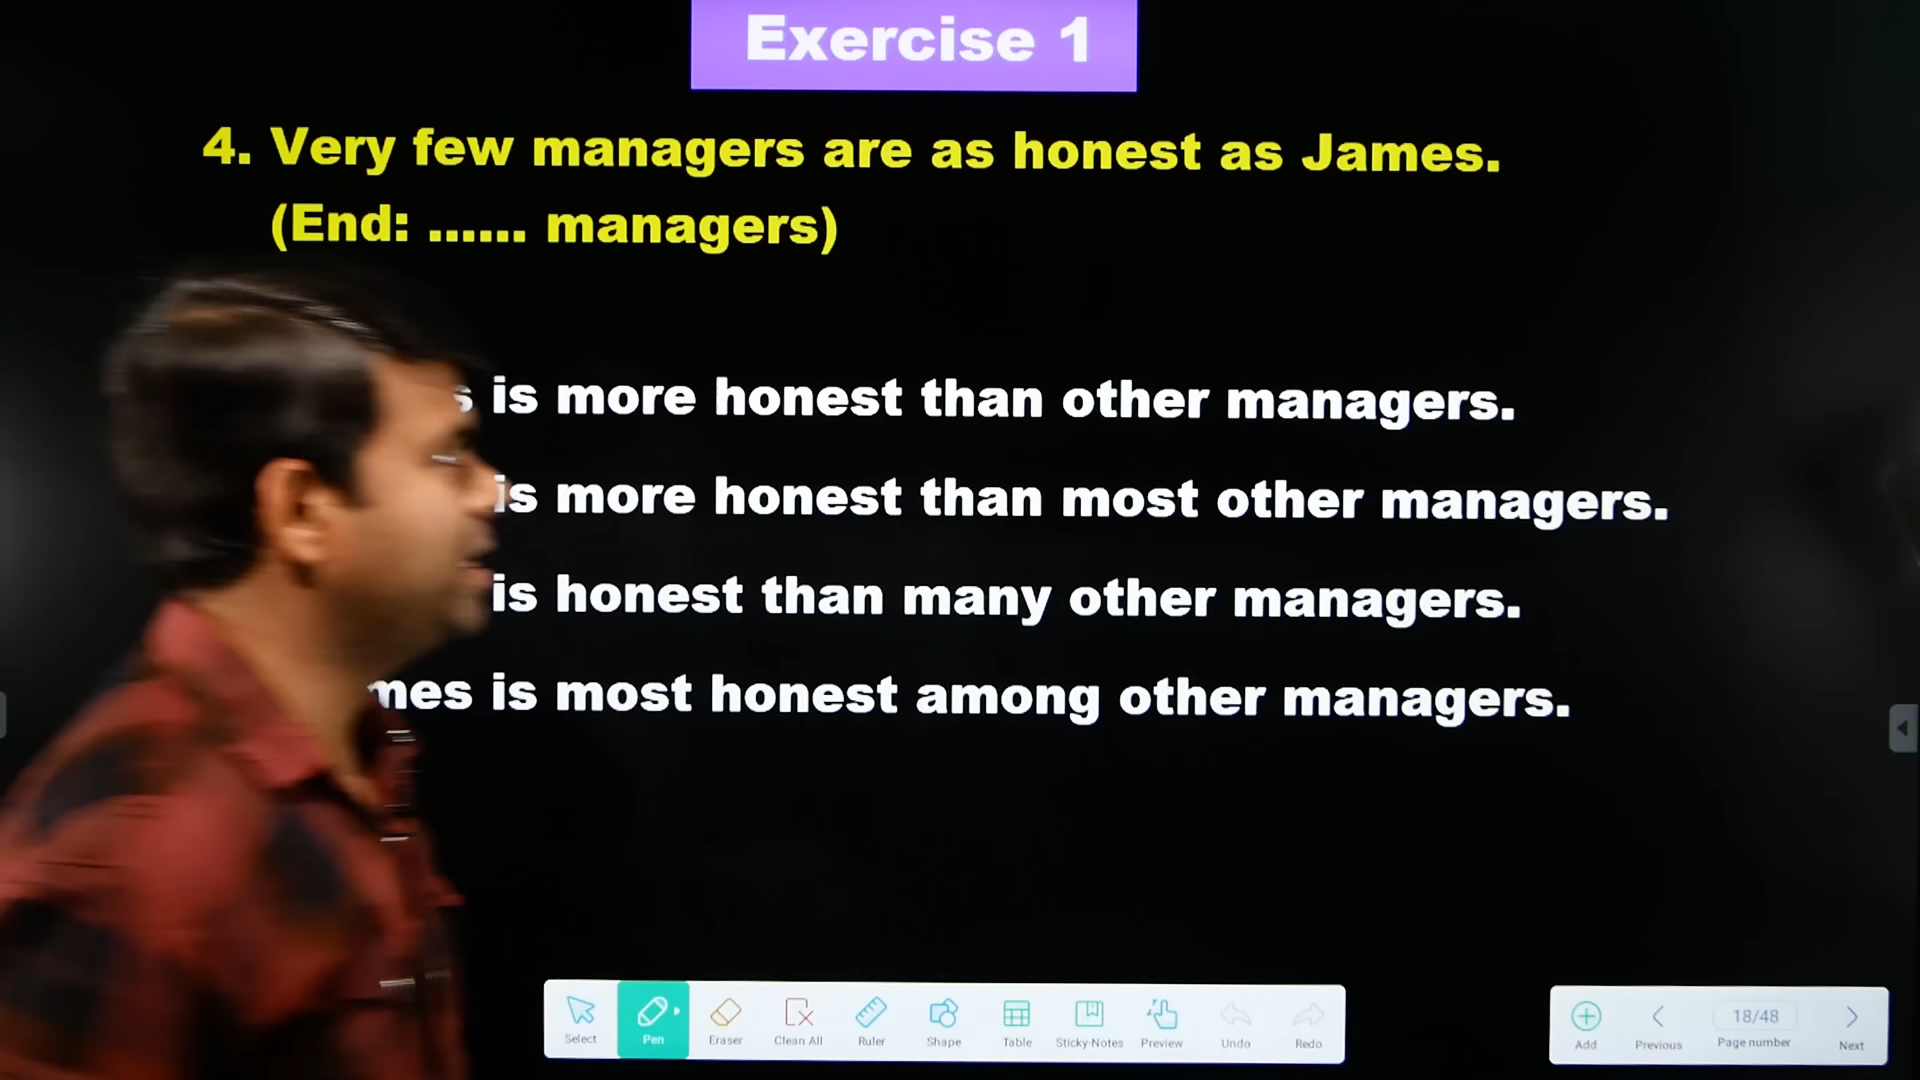 Exercise 1
4. Very few managers are as honest as James.
(End: ...... managers)
is more honest than other managers.
is more honest than most other managers.
is honest than many other managers.
is most honest among other managers.
Select
Pen
Eraser
Clean All
Ruler
Shape
Table
Sticky-Notes
Preview
Undo
Redo
Add
Previous
18/48
Page number
Next